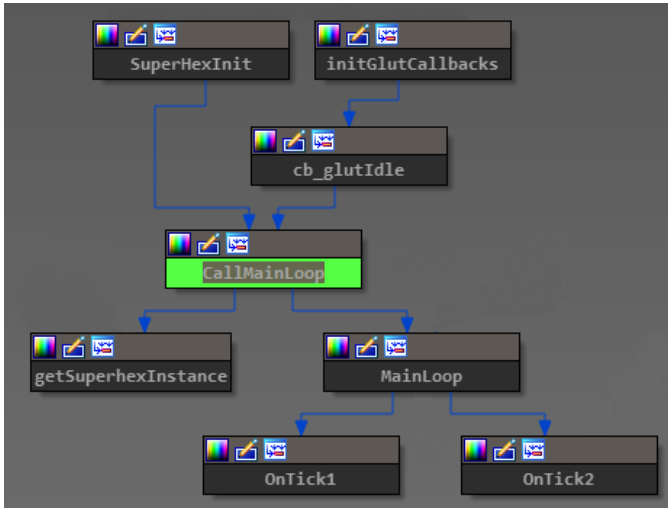 SuperHexInit
initGlutCallbacks
cb_glutIdle
CallMainLoop
getSuperhexInstance
MainLoop
OnTick1
OnTick2